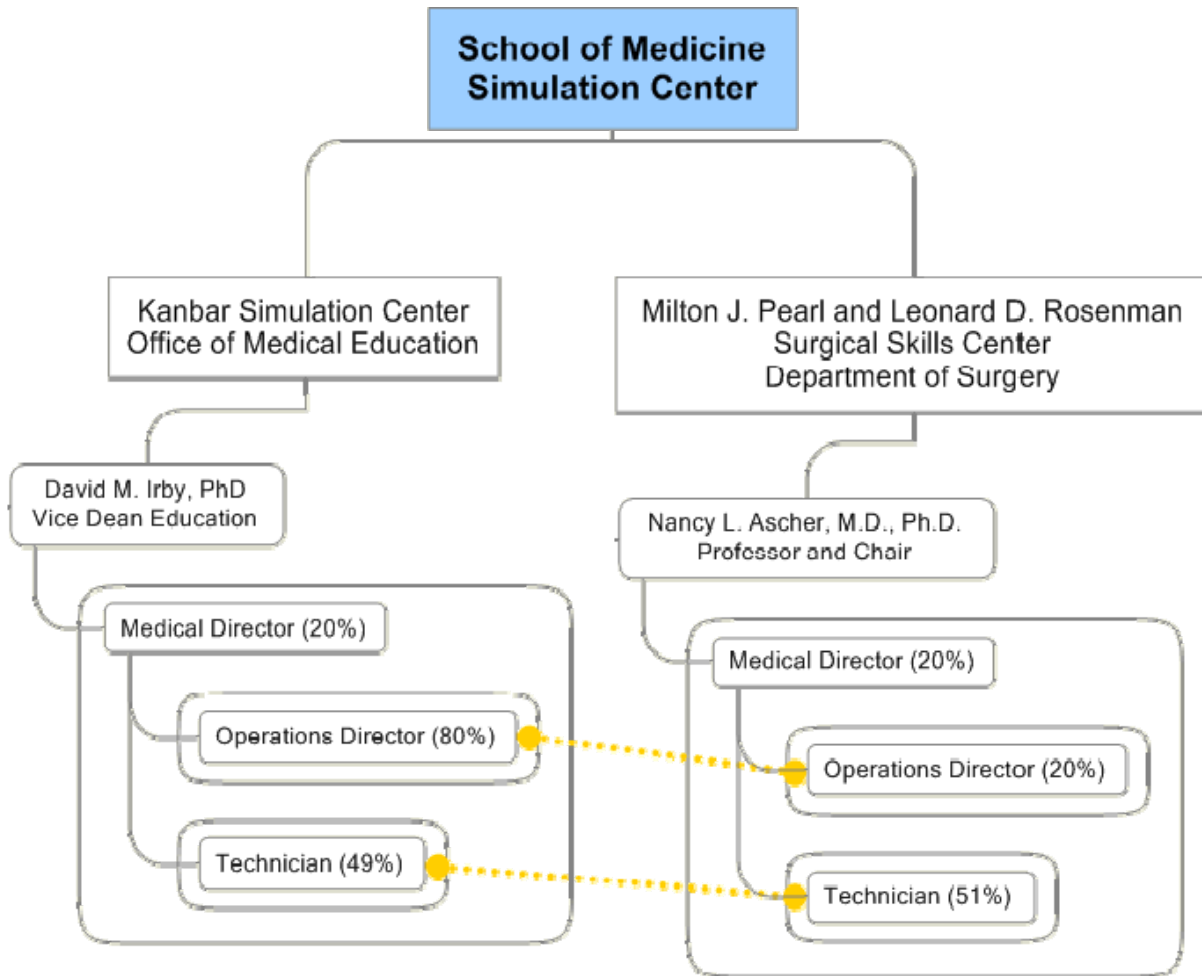 School of Medicine
Simulation Center
Kanbar Simulation Center
Office of Medical Education
Milton J. Pearl and Leonard D. Rosenman
Surgical Skills Center
Department of Surgery
David M. Irby, PhD
Vice Dean Education
Nancy L. Ascher, M.D., Ph.D.
Professor and Chair
Medical Director (20%)
Operations Director (80%)
Technician (49%)
Medical Director (20%)
Operations Director (20%)
Technician (51%)